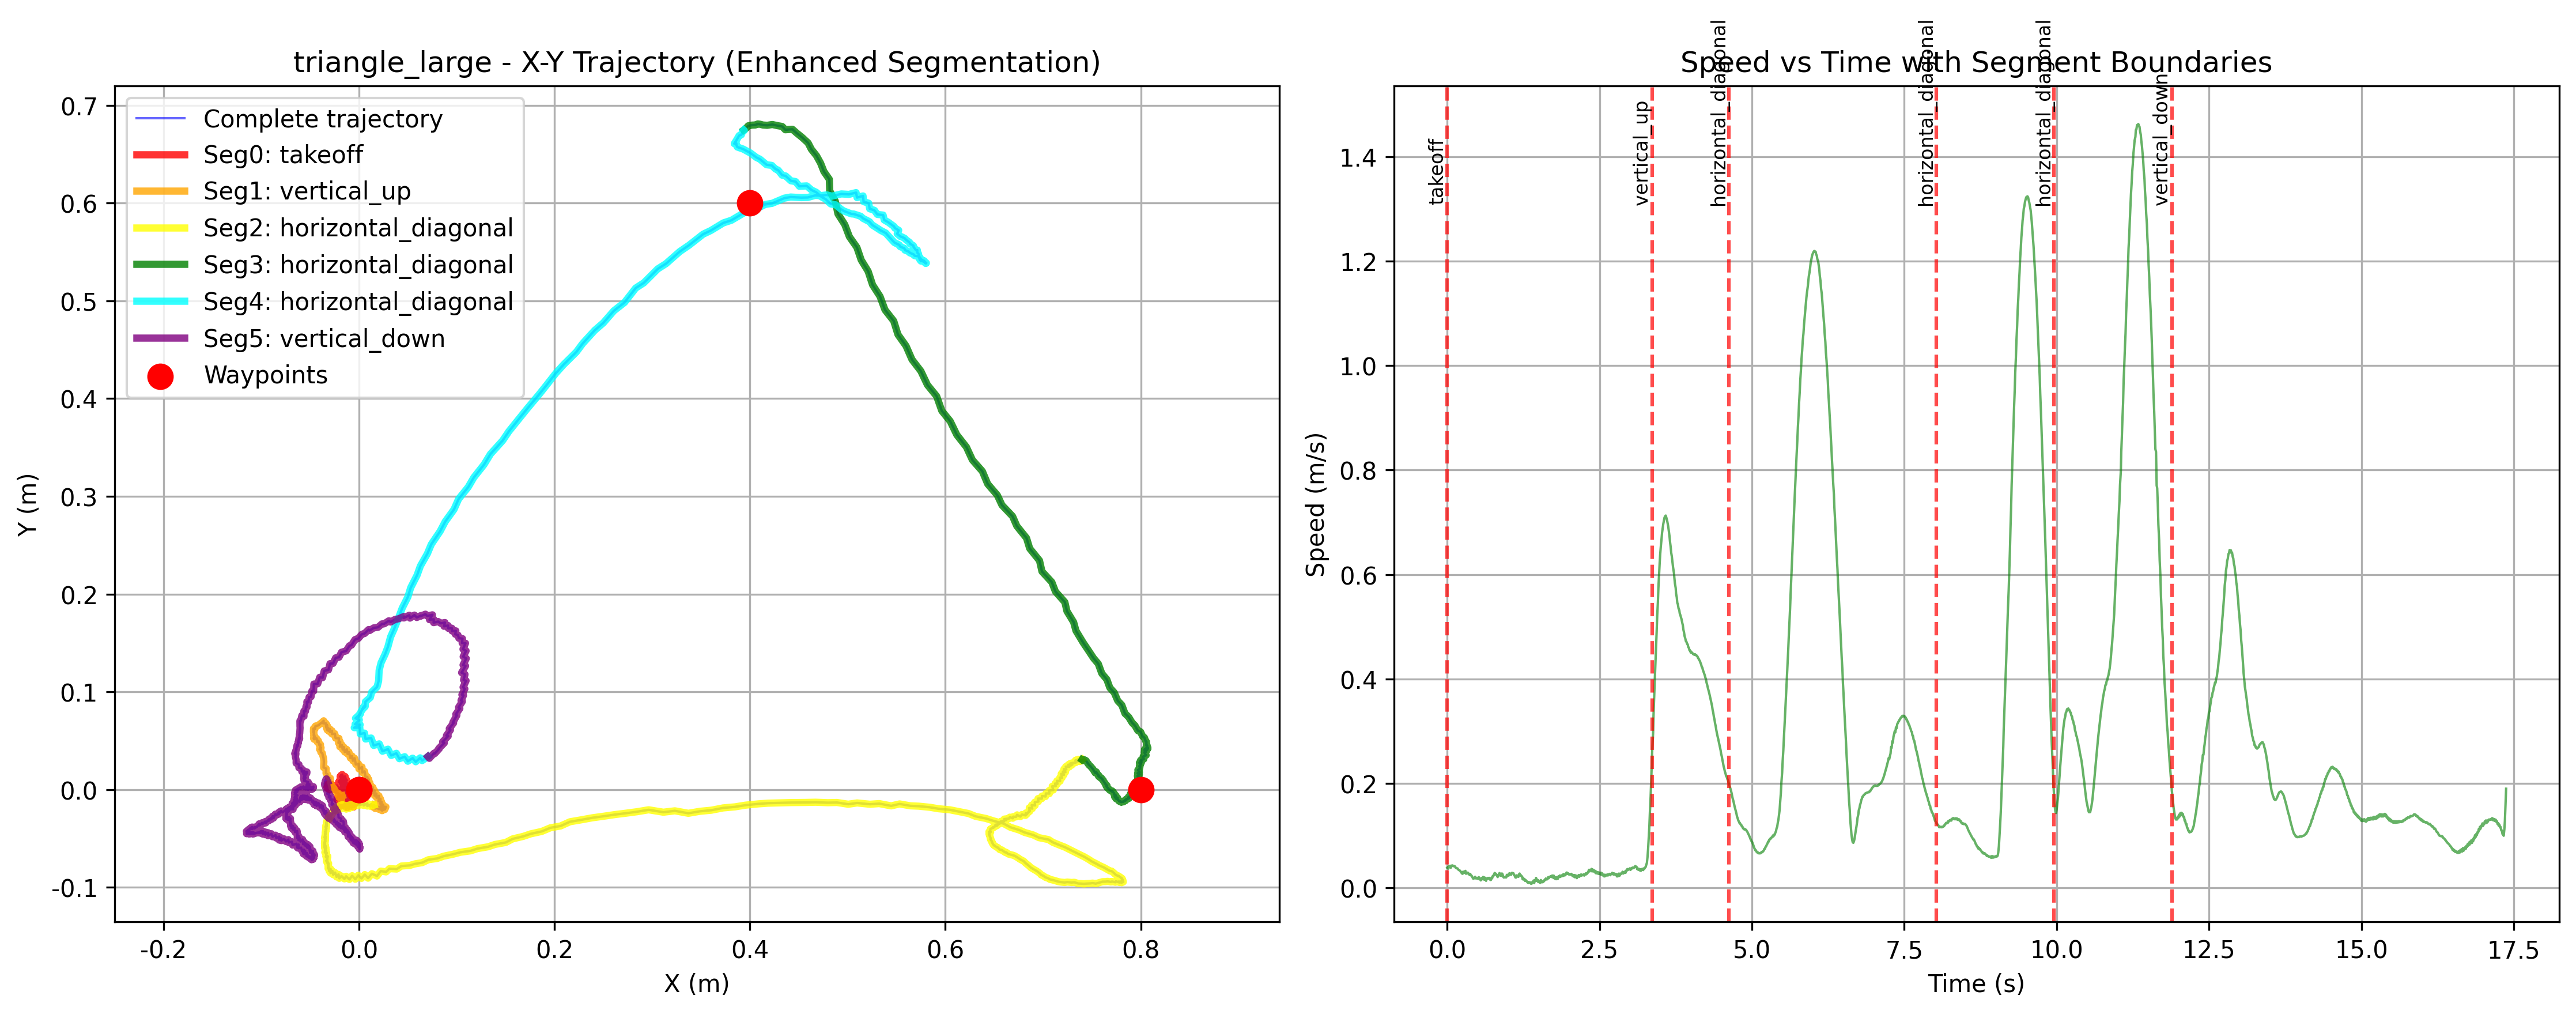 triangle_large - X-Y Trajectory (Enhanced Segmentation)
0.7
0.6
0.5
0.4
0.3
0.2
0.1
0.0
-0.1
Y (m)
Complete trajectory
Seg0: takeoff
Seg1: vertical_up
Seg2: horizontal_diagonal
Seg3: horizontal_diagonal
Seg4: horizontal_diagonal
Seg5: vertical_down
Waypoints
-0.2
0.0
0.2
0.4
0.6
0.8
X (m)
Speed vs Time with Segment Boundaries
takeoff
vertical_up
horizontal_diagonal
horizontal_diagonal
horizontal_diagonal
vertical_down
1.4
1.2
1.0
0.8
0.6
0.4
0.2
0.0
Speed (m/s)
0.0
2.5
5.0
7.5
10.0
12.5
15.0
17.5
Time (s)